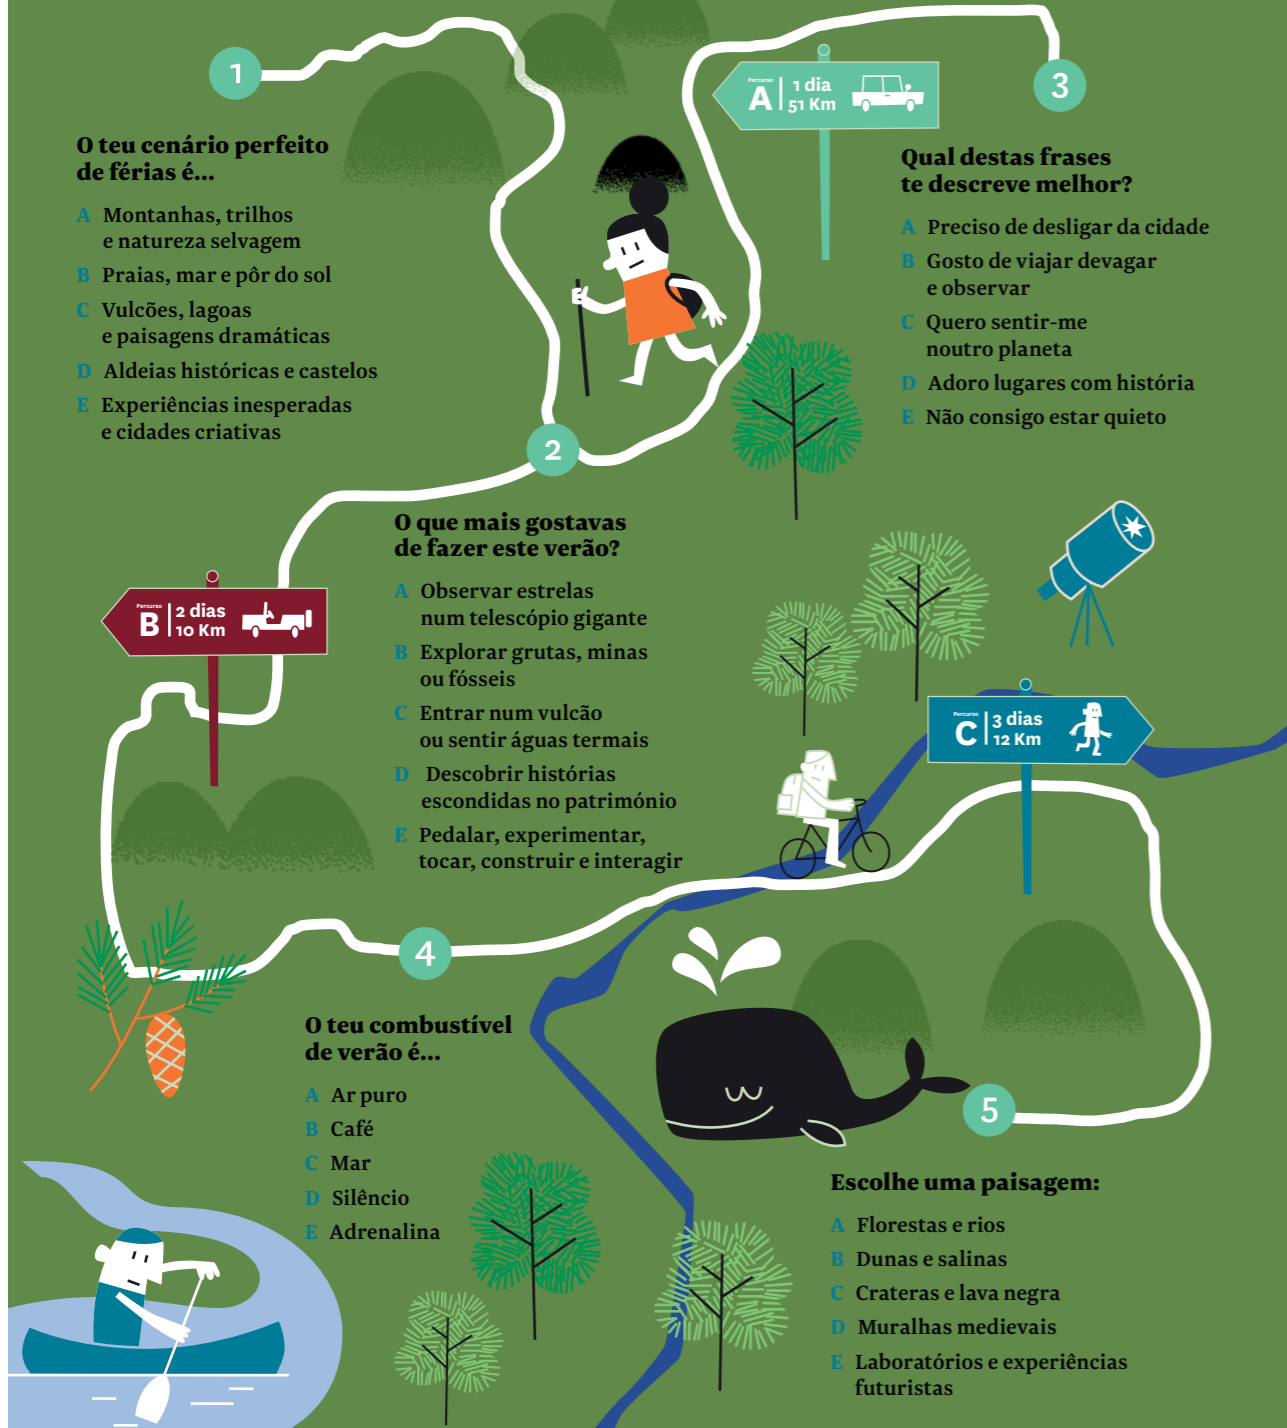 1
O teu cenário perfeito
de férias é...
A Montanhas, trilhos
e natureza selvagem
B Praias, mar e pôr do sol
C Vulcões, lagoas
e paisagens dramáticas
D Aldeias históricas e castelos
E Experiências inesperadas
e cidades criativas
Percurso
A
1 dia
51 Km
3
Qual destas frases
te descreve melhor?
A Preciso de desligar da cidade
B Gosto de viajar devagar
e observar
C Quero sentir-me
noutro planeta
D Adoro lugares com história
E Não consigo estar quieto
2
O que mais gostavas
de fazer este verão?
A Observar estrelas
num telescópio gigante
B Explorar grutas, minas
ou fósseis
C Entrar num vulcão
ou sentir águas termais
D Descobrir histórias
escondidas no património
E Pedalar, experimentar,
tocar, construir e interagir
Percurso
B
2 dias
10 Km
Percurso
C
3 dias
12 Km
4
O teu combustível
de verão é...
A Ar puro
B Café
C Mar
D Silêncio
E Adrenalina
5
Escolhe uma paisagem:
A Florestas e rios
B Dunas e salinas
C Crateras e lava negra
D Muralhas medievais
E Laboratórios e experiências
futuristas